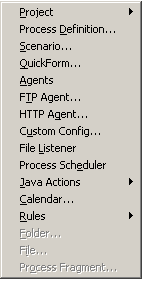 Project
Process Definition...
Scenario...
QuickForm...
Agents
FTP Agent...
HTTP Agent...
Custom Config...
File Listener
Process Scheduler
Java Actions
Calendar...
Rules
Folder...
File...
Process Fragment...